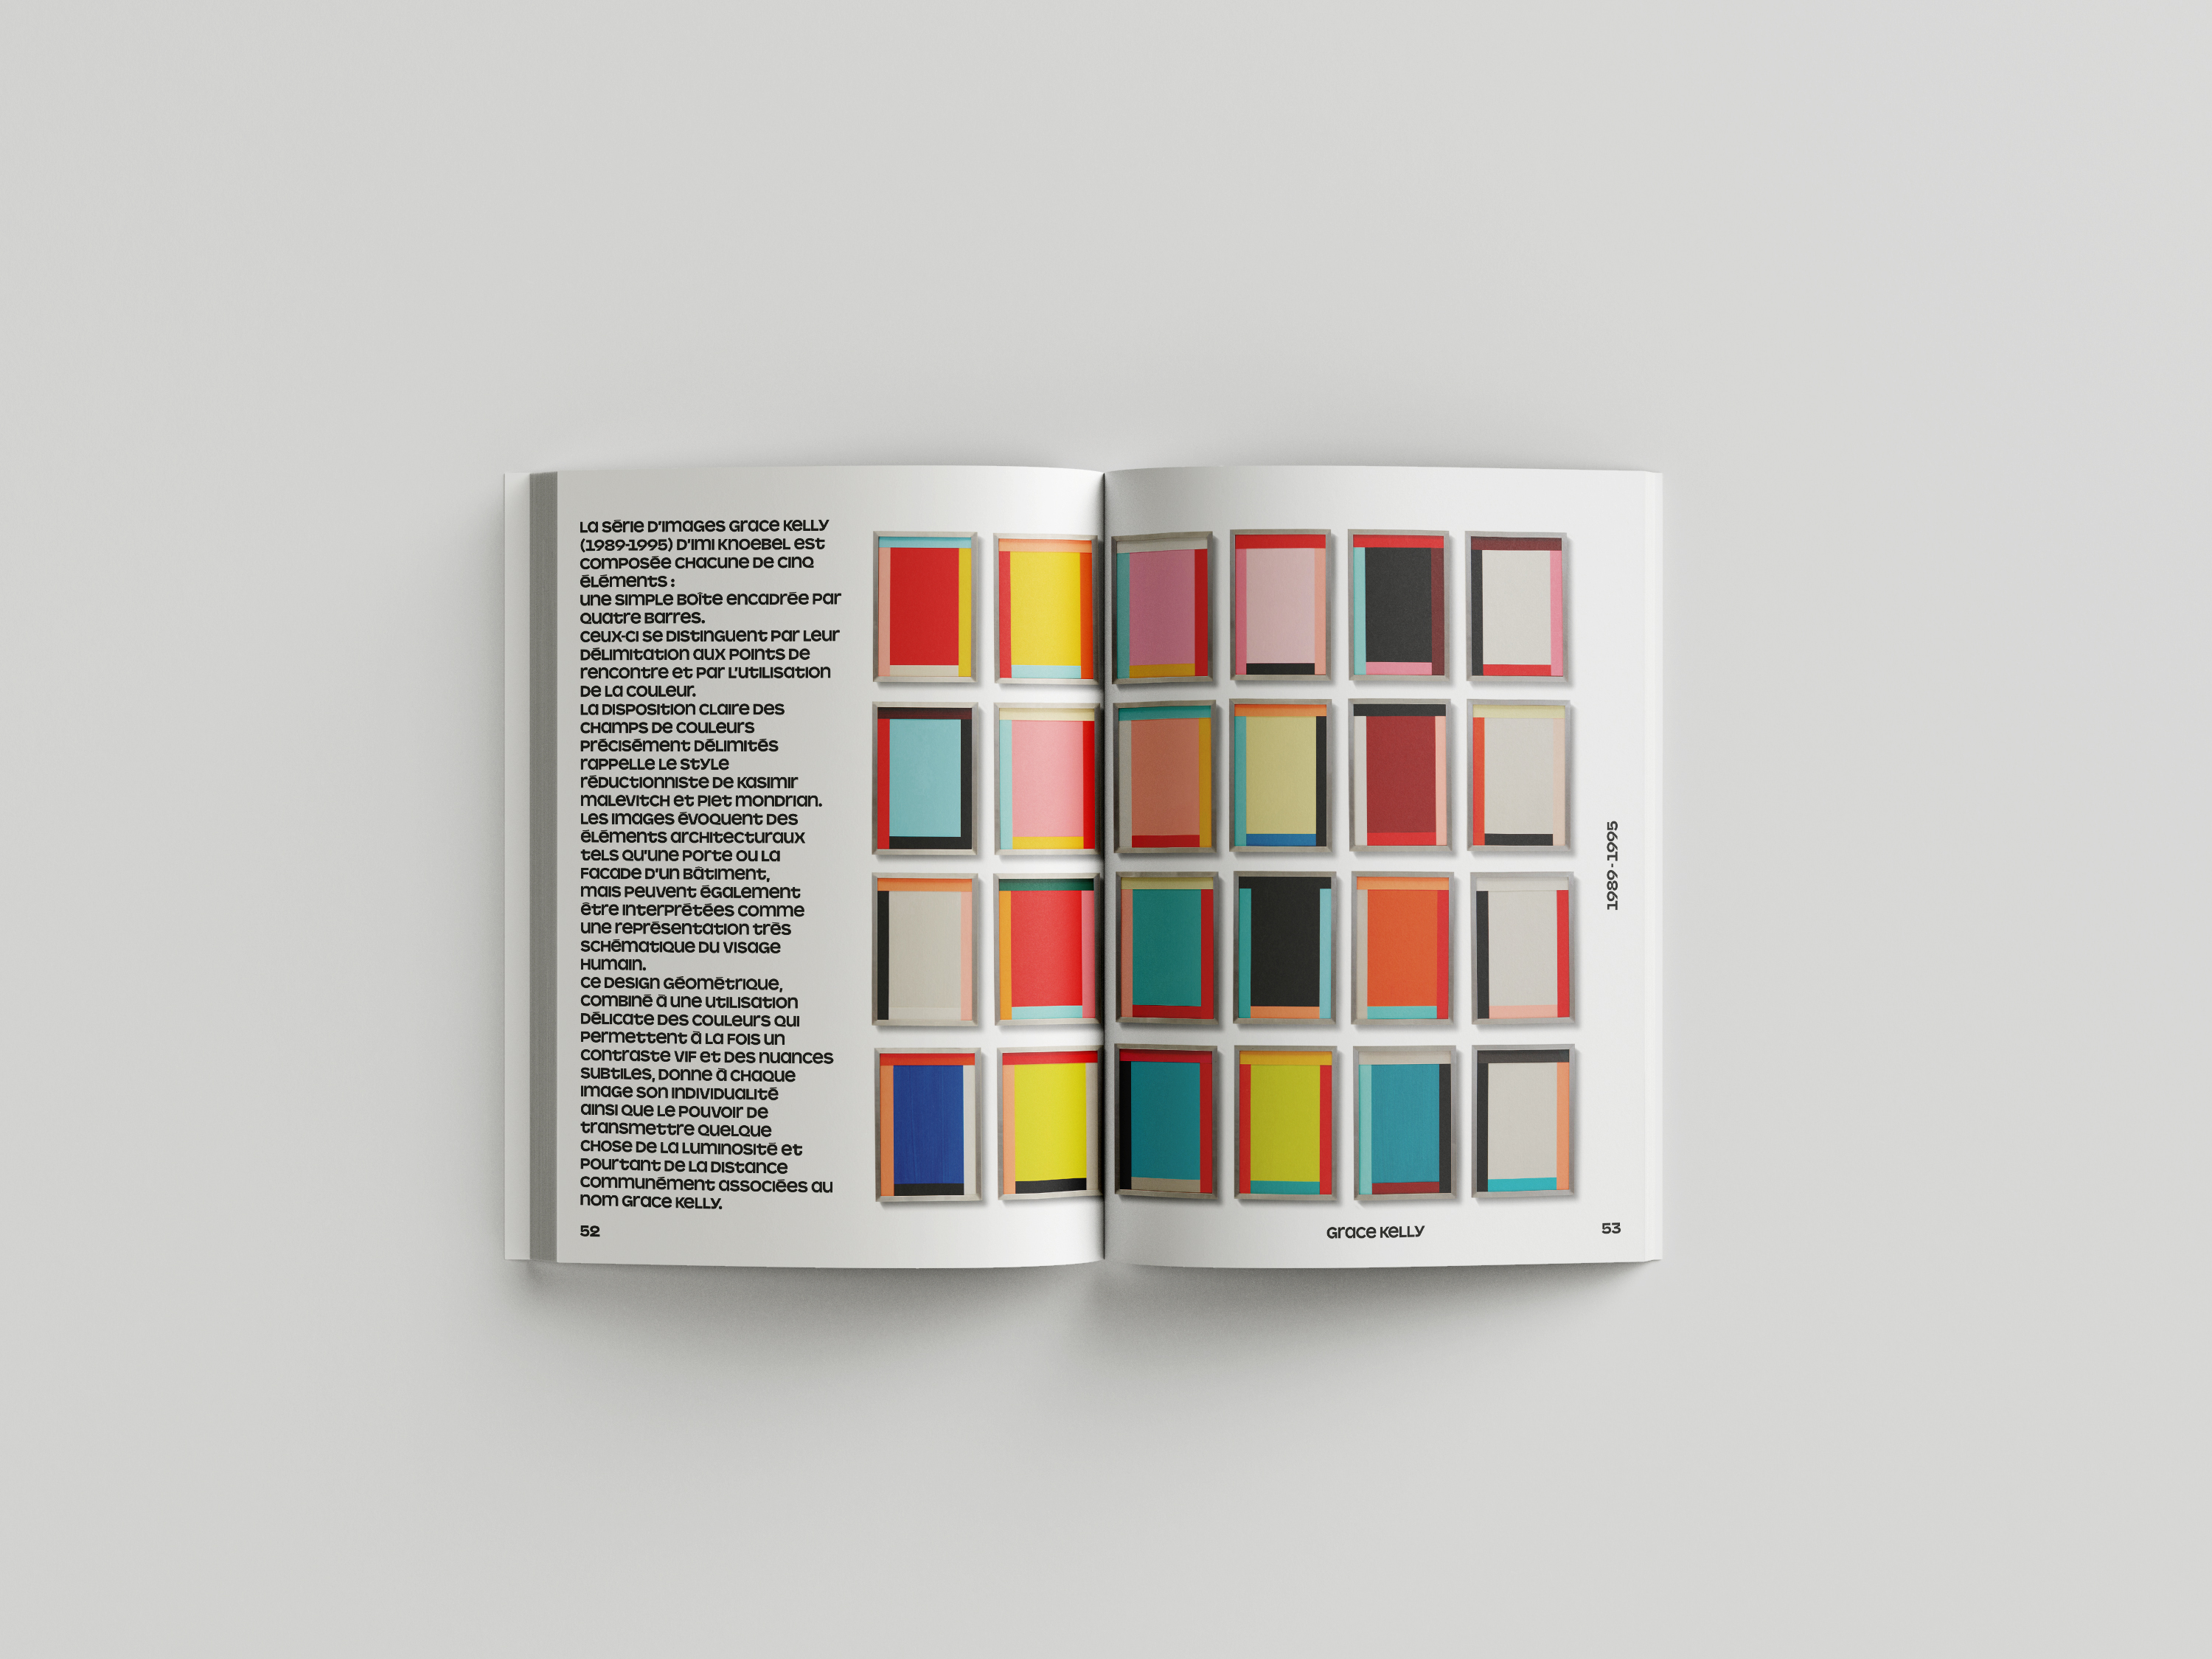 La série D'images Grace Kelly
(1989-1995) D'imi Knoebel est
composée chacune de cinq
éléments :
une simple boîte encadrée par
quatre barres.
ceux-ci se distinguent par leur
délimitation aux points de
rencontre et par l'utilisation
de la couleur.
La disposition claire des
champs de couleurs
précisément délimités
rappelle le style
réductionniste de Kasimir
malevitch et Piet mondrian.
Les images évoquent des
éléments architecturaux
tels qu'une porte ou la
facade d'un bâtiment,
mais peuvent également
être interprétées comme
une représentation très
schématique du visage
humain.
ce design géométrique,
combiné à une utilisation
délicate des couleurs qui
permettent à la fois un
contraste vif et des nuances
subtiles, donne à chaque
image son individualité
ainsi que le pouvoir de
transmettre quelque
chose de la luminosité et
pourtant de la distance
communément associées au
nom Grace Kelly.
52
Grace Kelly
53
1989-1995